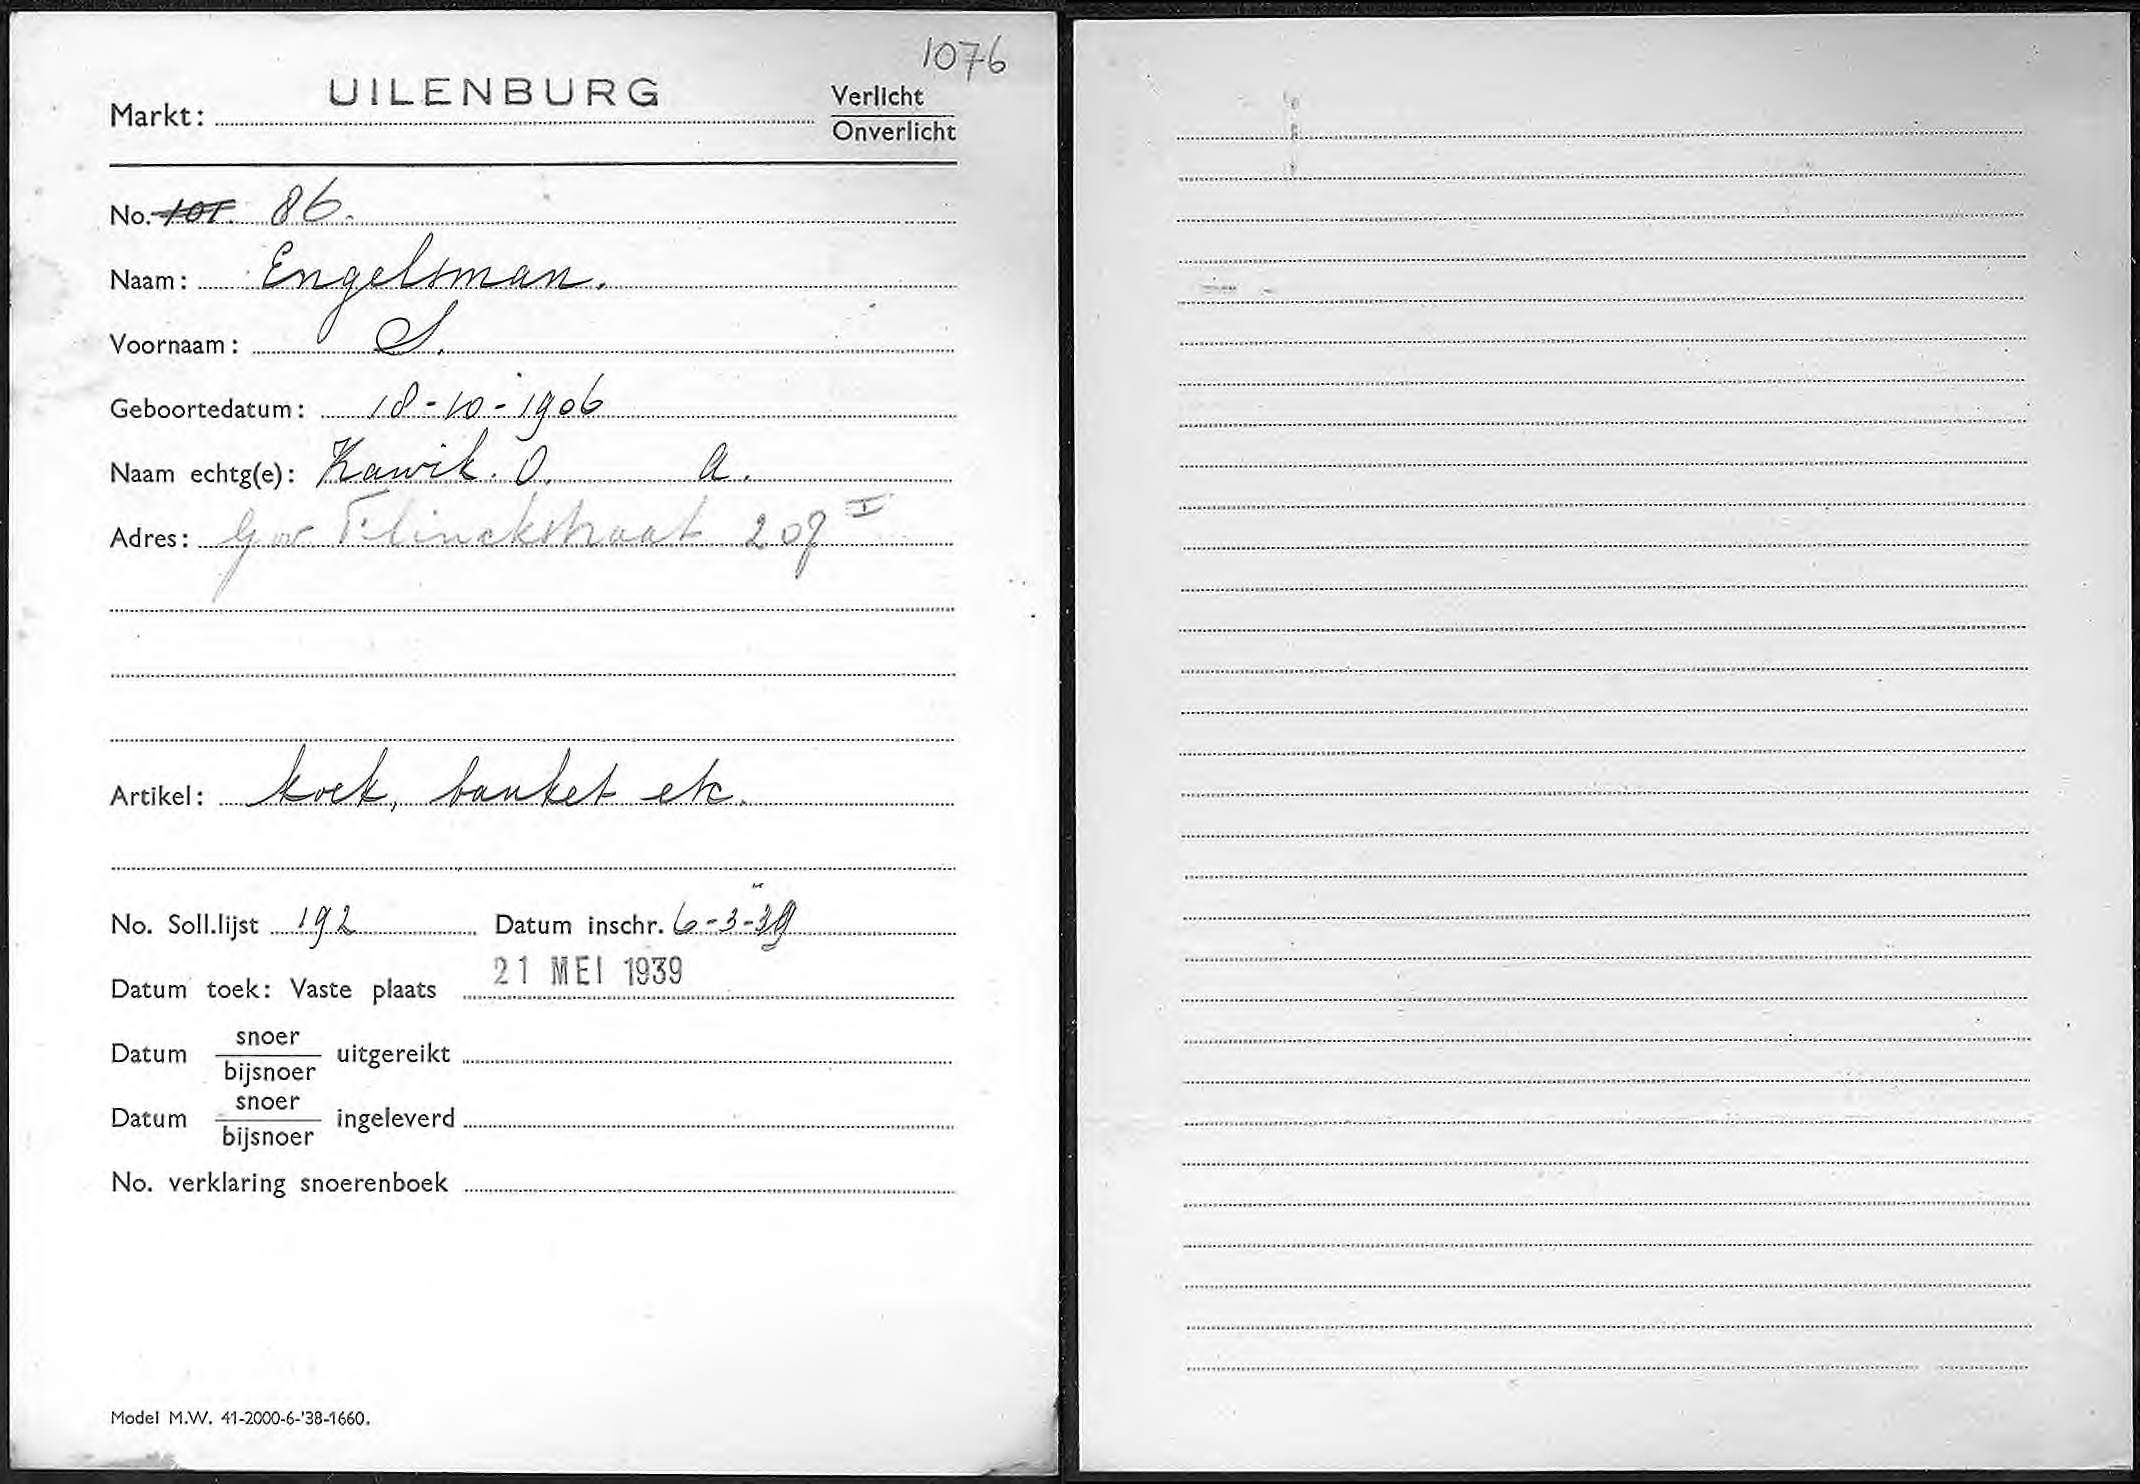 1076
UILENBURG
Markt:
Verlicht
Onverlicht
No. 101. 86.
Naam: Engelsman.
Voornaam: S.
Geboortedatum: 18-10-1906
Naam echtg(e): O. A.
Adres: Gov Flinckstraat 207 I
Artikel: koek, banket etc.
No. Soll.lijst 192 Datum inschr. 6-3-39
Datum toek: Vaste plaats 21 MEI 1939
Datum snoer / bijsnoer uitgereikt
Datum snoer / bijsnoer ingeleverd
No. verklaring snoerenboek
Model M.W. 41-2000-6-'38-1660.